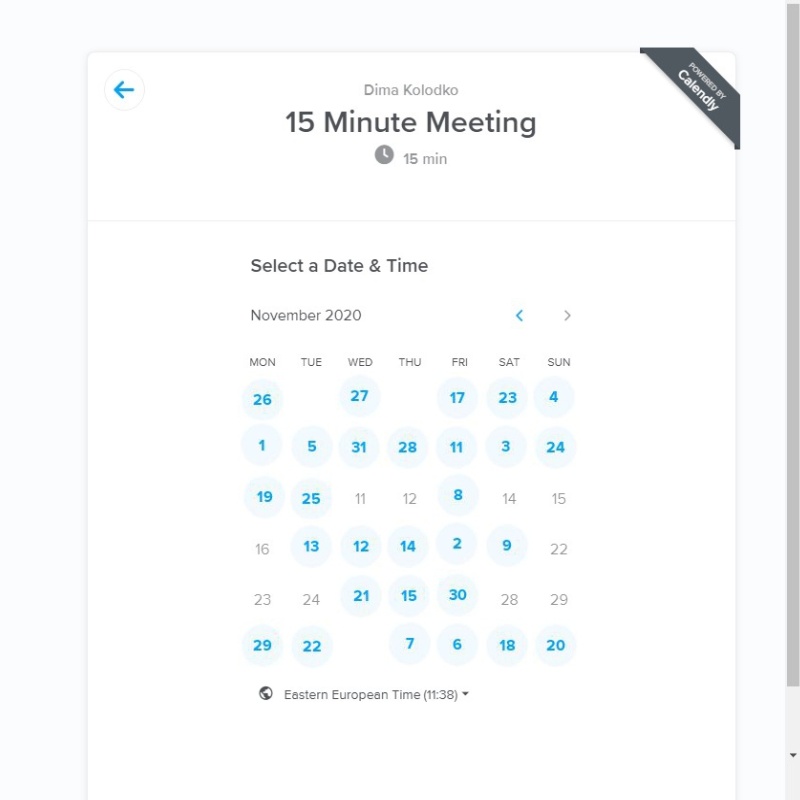 POWERED BY
Calendly
Dima Kolodko
15 Minute Meeting
15 min
Select a Date & Time
November 2020
MON TUE WED THU FRI SAT SUN
26 27 17 23 4
1 5 31 28 11 3 24
19 25 11 12 8 14 15
16 13 12 14 2 9 22
23 24 21 15 30 28 29
29 22 7 6 18 20
Eastern European Time (11:38)